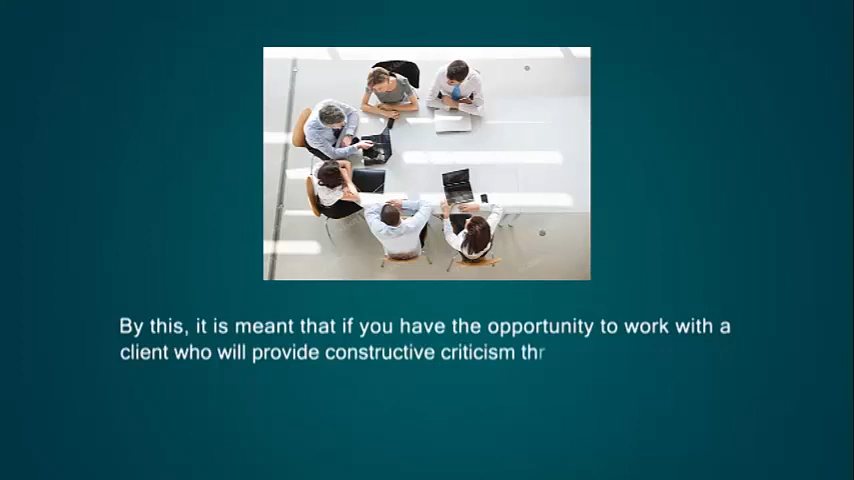 By this, it is meant that if you have the opportunity to work with a
client who will provide constructive criticism thr